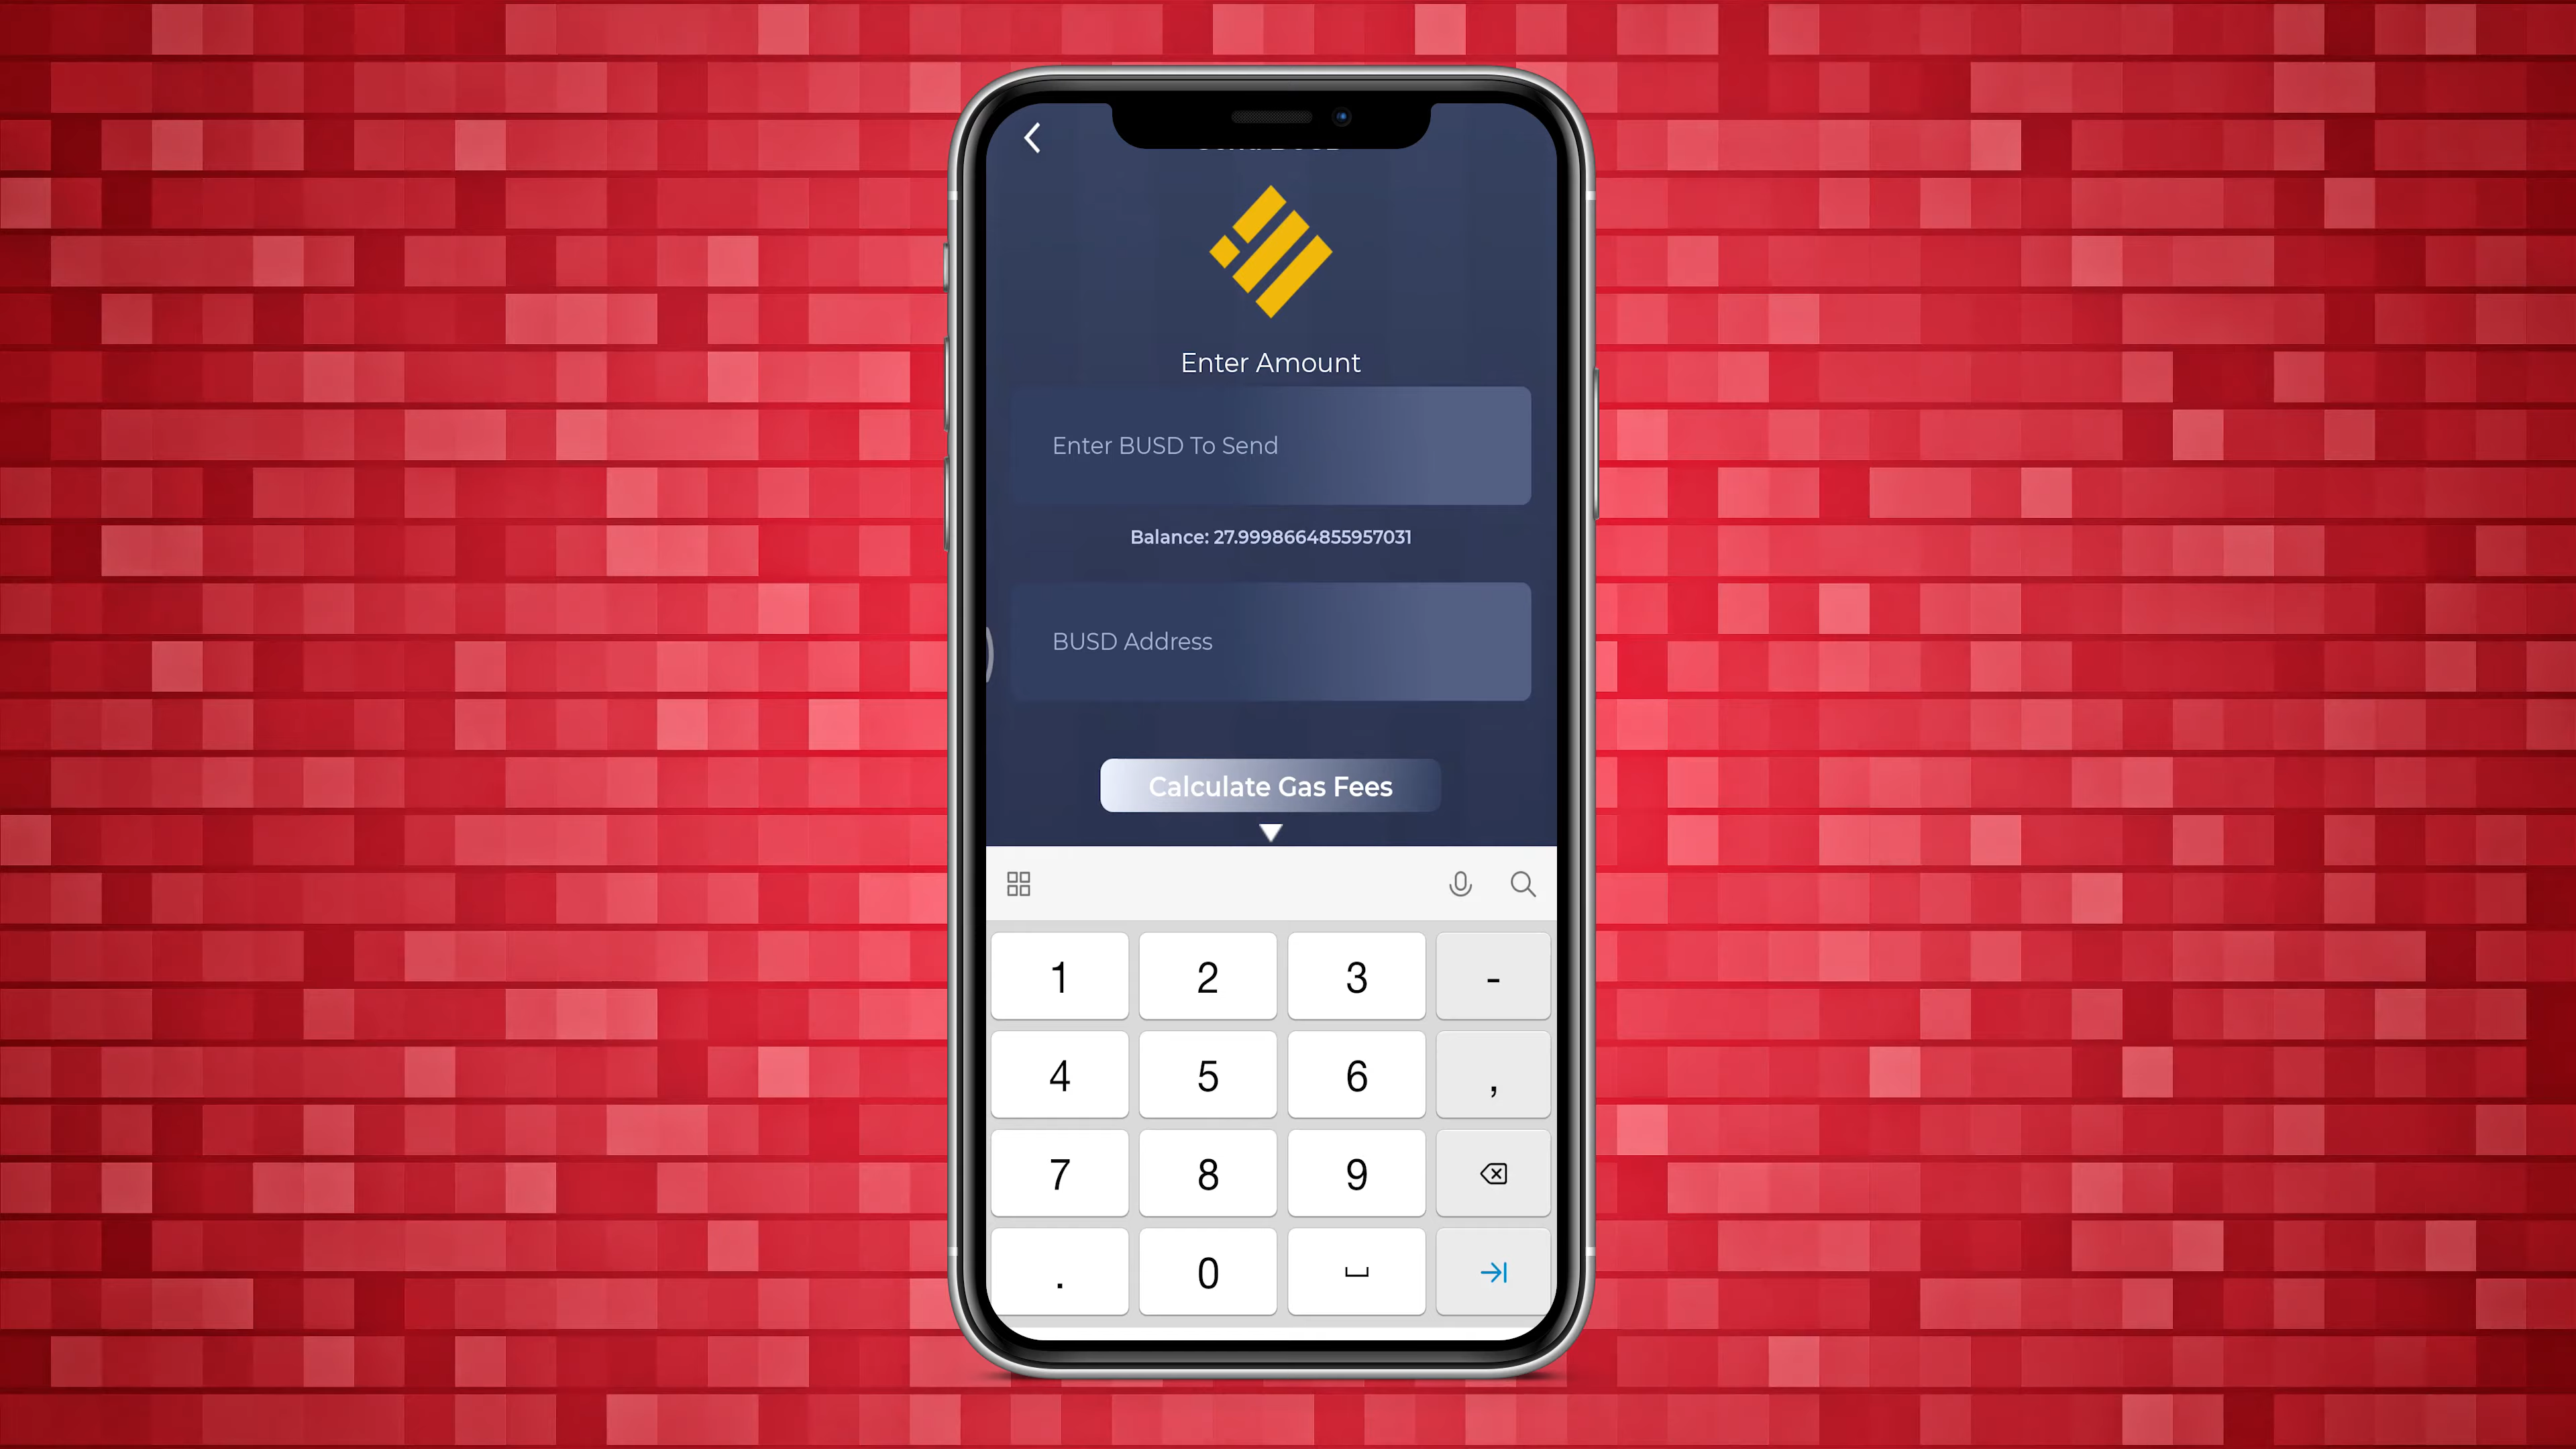 Enter Amount
Enter BUSD To Send
Balance: 27.9998664855957031
BUSD Address
Calculate Gas Fees
1 2 3 -
4 5 6 ,
7 8 9
. 0